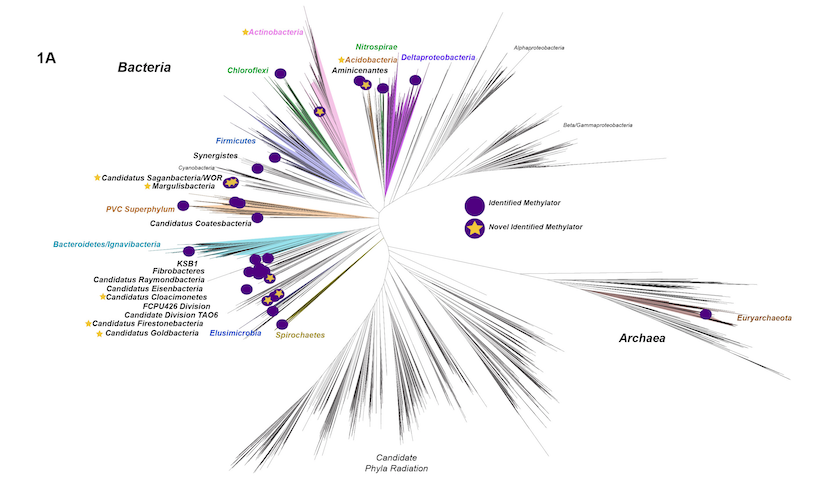 1A
Bacteria
Actinobacteria
Nitrospirae
Acidobacteria
Deltaproteobacteria
Aminicenantes
Chloroflexi
Alphaproteobacteria
Beta/Gammaproteobacteria
Firmicutes
Synergistes
Cyanobacteria
Candidatus Saganbacteria/WOR
Margulisbacteria
PVC Superphylum
Candidatus Coatesbacteria
Identified Methylator
Novel Identified Methylator
Bacteroidetes/Ignavibacteria
KSB1
Fibrobacteres
Candidatus Raymondbacteria
Candidatus Eisenbacteria
Candidatus Cloacimonetes
FCPU426 Division
Candidate Division TAO6
Candidatus Firestonebacteria
Candidatus Goldbacteria
Elusimicrobia
Spirochaetes
Euryarchaeota
Archaea
Candidate
Phyla Radiation